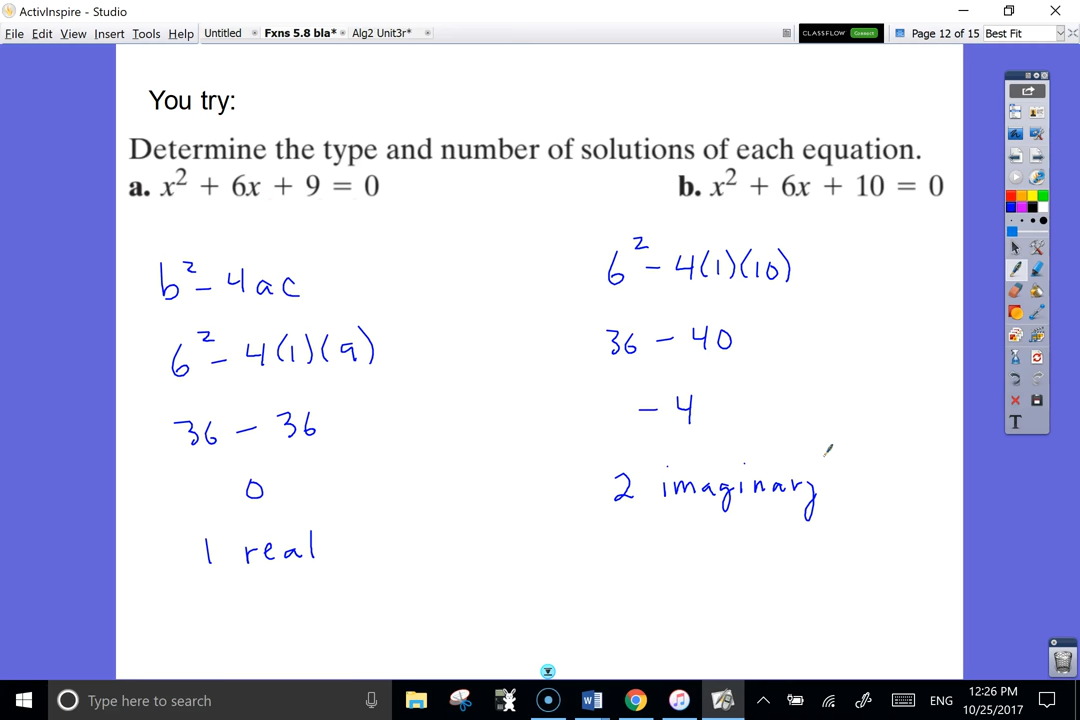 ActivInspire - Studio
File Edit View Insert Tools Help Untitled Fxns 5.8 bla* Alg2 Unit3r* CLASSFLOW Connect Page 12 of 15 Best Fit
You try:
Determine the type and number of solutions of each equation.
a. x² + 6x + 9 = 0 b. x² + 6x + 10 = 0
b² - 4ac
6² - 4(1)(9)
36 - 36
0
1 real
6² - 4(1)(10)
36 - 40
- 4
2 imaginary
T
Type here to search
ENG
12:26 PM
10/25/2017